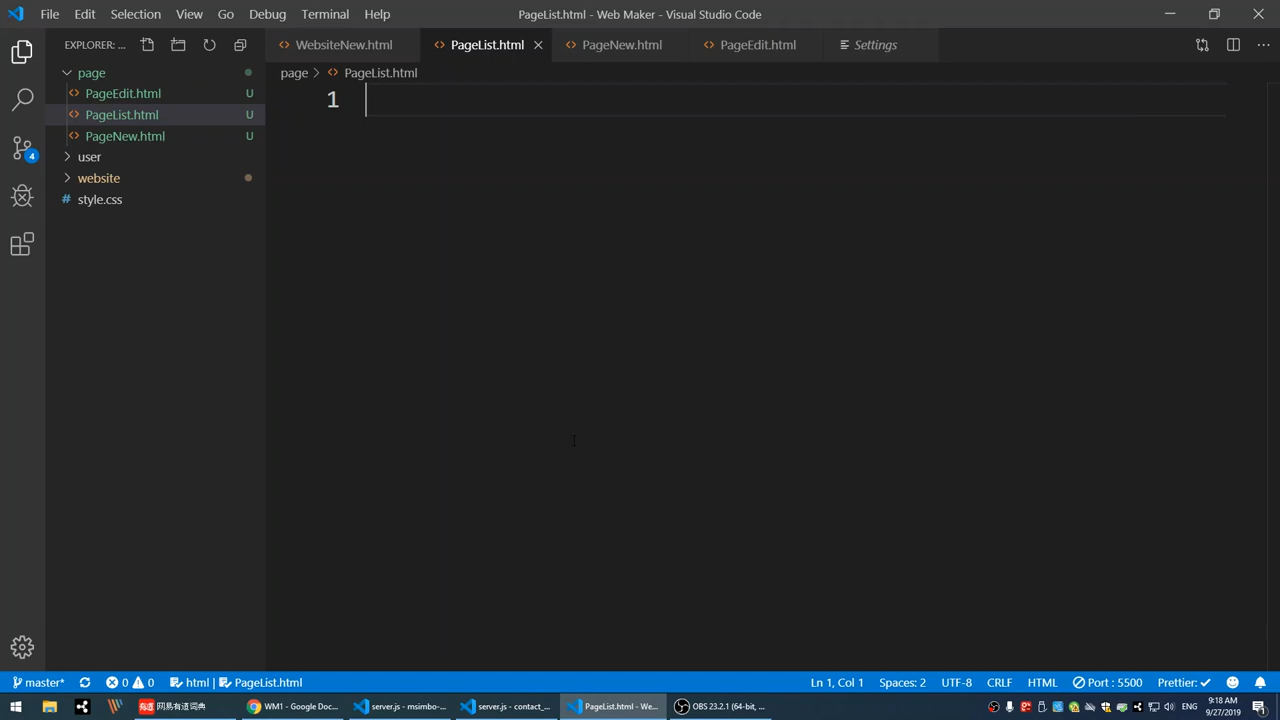 File Edit Selection View Go Debug Terminal Help
PageList.html - Web Maker - Visual Studio Code
EXPLORER: ...
WebsiteNew.html
PageList.html
PageNew.html
PageEdit.html
Settings
page
PageEdit.html U
PageList.html U
PageNew.html U
user
website
# style.css
page > PageList.html
1
4
master*
0 0
html | PageList.html
Ln 1, Col 1
Spaces: 2
UTF-8
CRLF
HTML
Port : 5500
Prettier:
网易有道词典
WM1 - Google Doc...
server.js - msimbo-...
server.js - contact_...
PageList.html - We...
OBS 23.2.1 (64-bit, ...
ENG
9:18 AM
9/27/2019